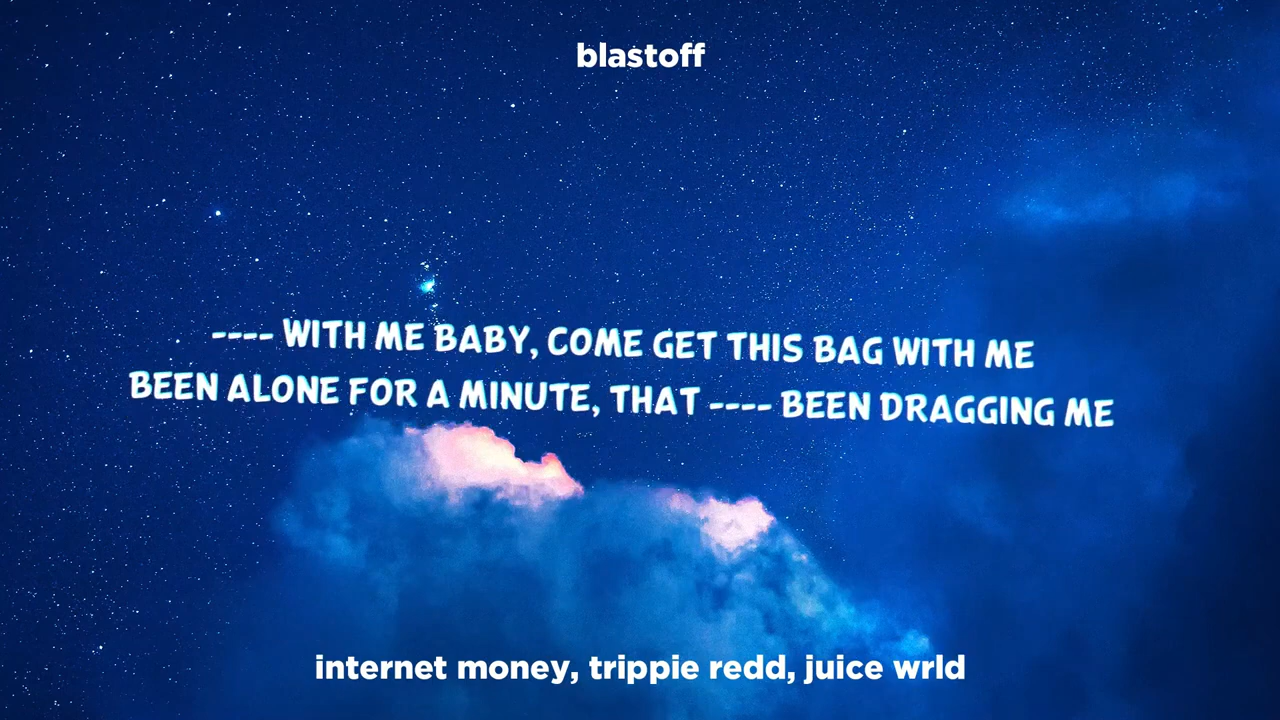 blastoff
---- WITH ME BABY, COME GET THIS BAG WITH ME
BEEN ALONE FOR A MINUTE, THAT ---- BEEN DRAGGING ME
internet money, trippie redd, juice wrld